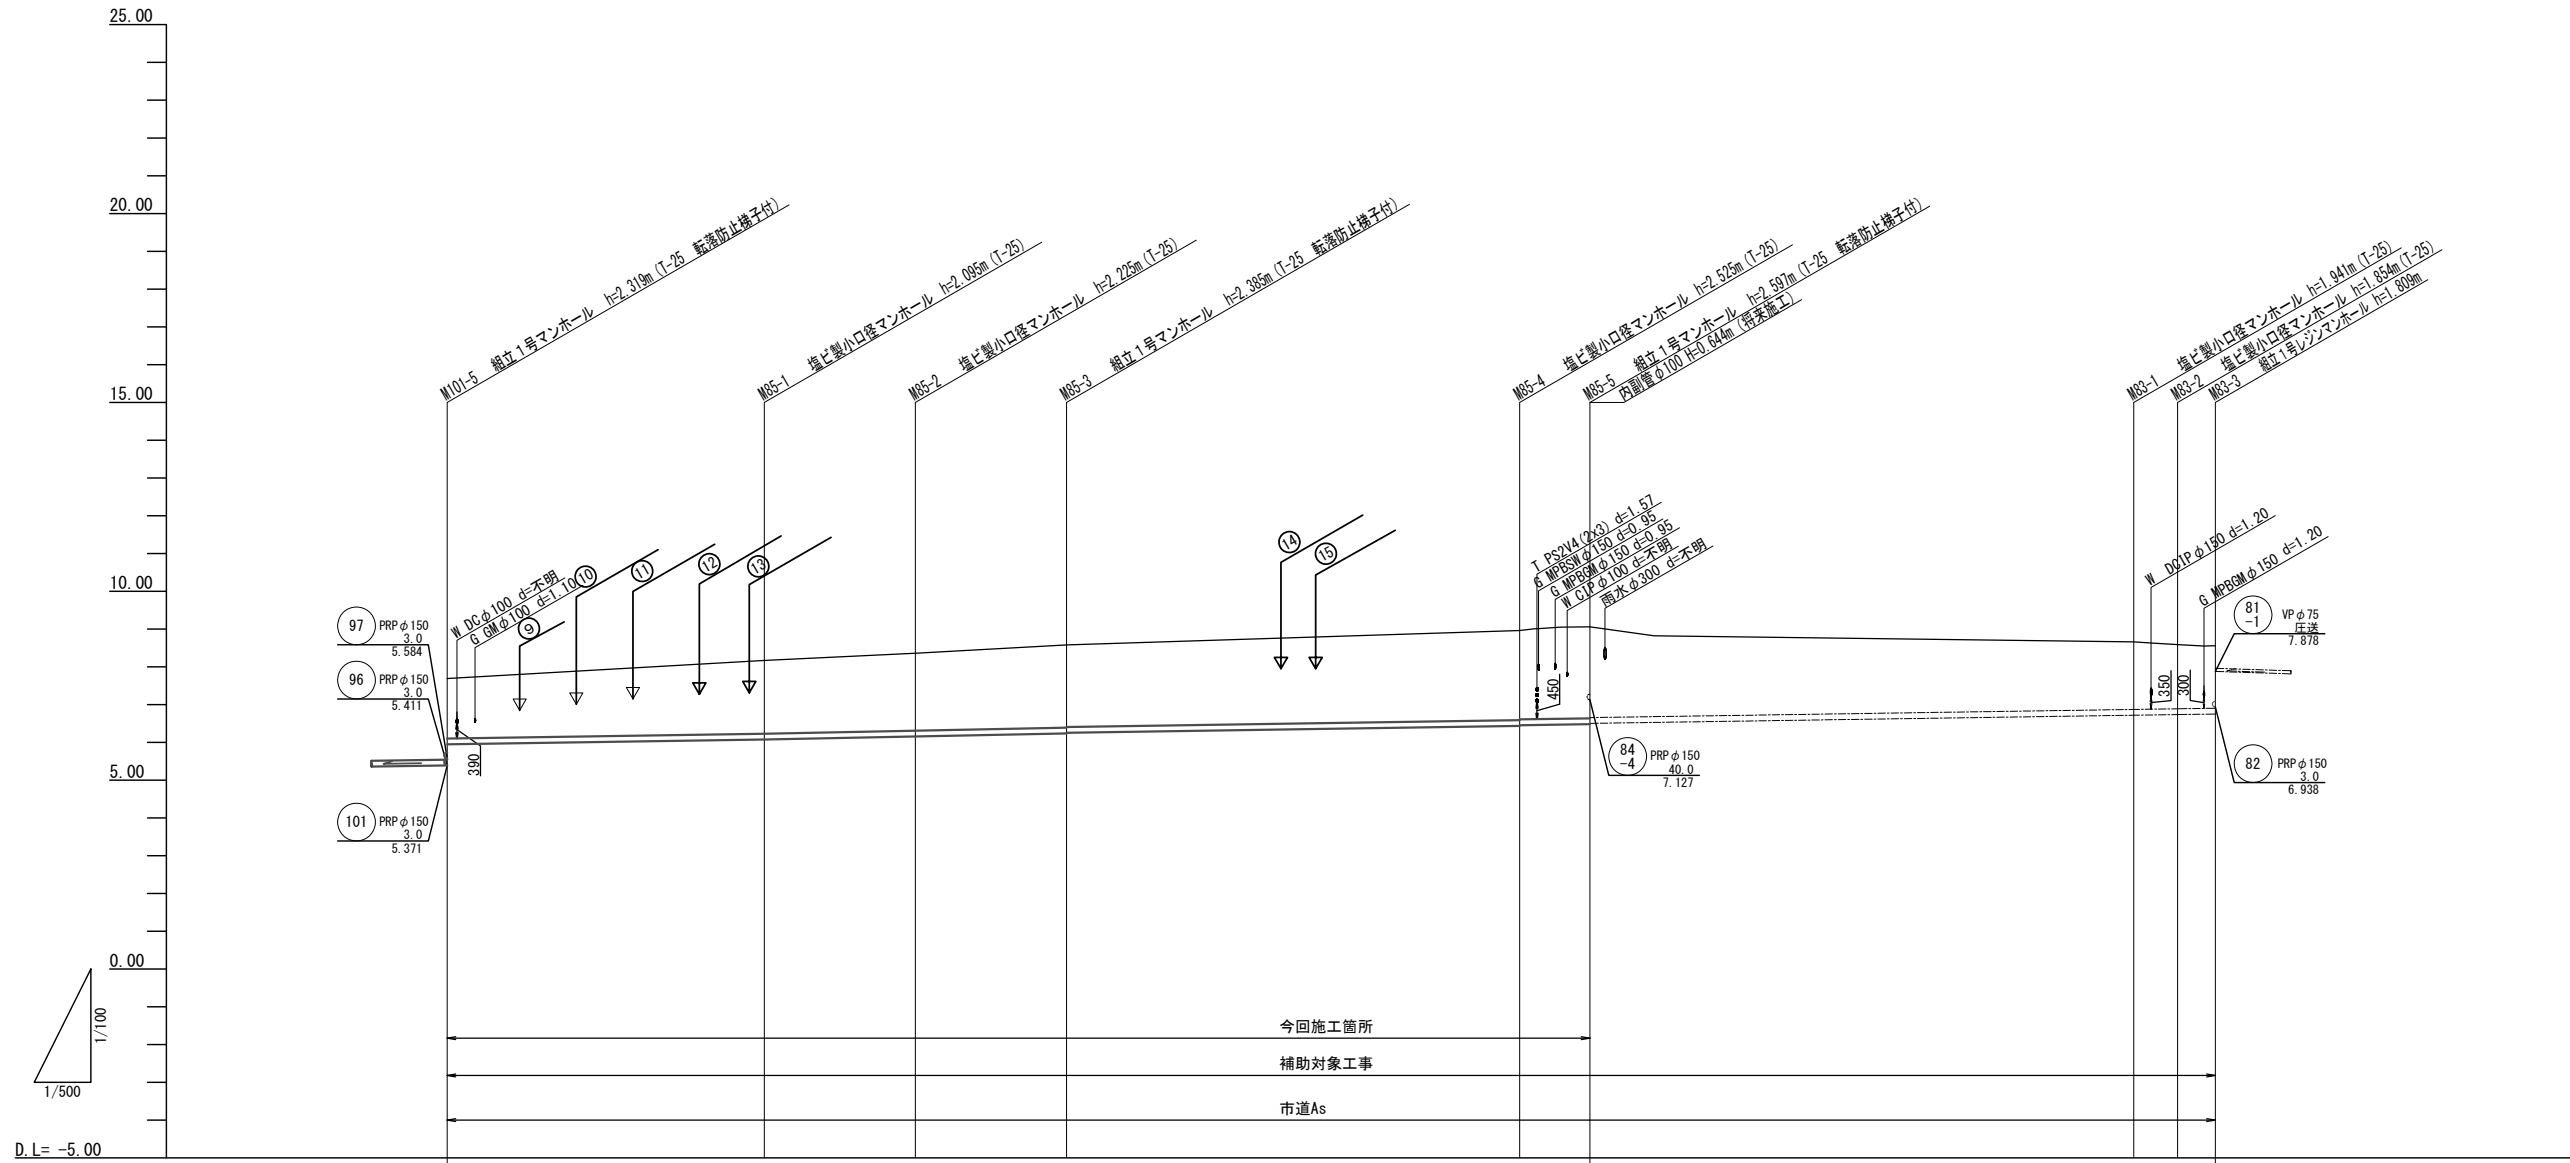 25.00
20.00
15.00
10.00
5.00
0.00
D.L= -5.00
1/100
1/500
M101-5 組立1号マンホール h=2.319m(T-25 転落防止梯子付)
M85-1 塩ビ製小口径マンホール h=2.095m(T-25)
M85-2 塩ビ製小口径マンホール h=2.225m(T-25)
M85-3 組立1号マンホール h=2.385m(T-25 転落防止梯子付)
M85-4 塩ビ製小口径マンホール h=2.525m(T-25)
M85-5 組立1号マンホール h=2.597m(T-25 転落防止梯子付)
内副管φ100 H=0.644m(将来施工)
M83-1 塩ビ製小口径マンホール h=1.941m(T-25)
M83-2 塩ビ製小口径マンホール h=1.854m(T-25)
M83-3 組立1号レジンマンホール h=1.809m
W DCφ100 d=不明
G GMφ100 d=1.10
⑨
⑩
⑪
⑫
⑬
⑭
⑮
T PS2V4(2x3) d=1.57
G MPBSWφ150 d=0.95
G MPBGMφ150 d=0.95
W CIPφ100 d=不明
雨水φ300 d=不明
W DCIPφ150 d=1.20
G MPBGMφ150 d=1.20
97 PRPφ150
3.0
5.584
96 PRPφ150
3.0
5.411
101 PRPφ150
3.0
5.371
390
450
84
-4 PRPφ150
40.0
7.127
350
300
81
-1 VPφ75
圧送
7.878
82 PRPφ150
3.0
6.938
今回施工箇所
補助対象工事
市道As